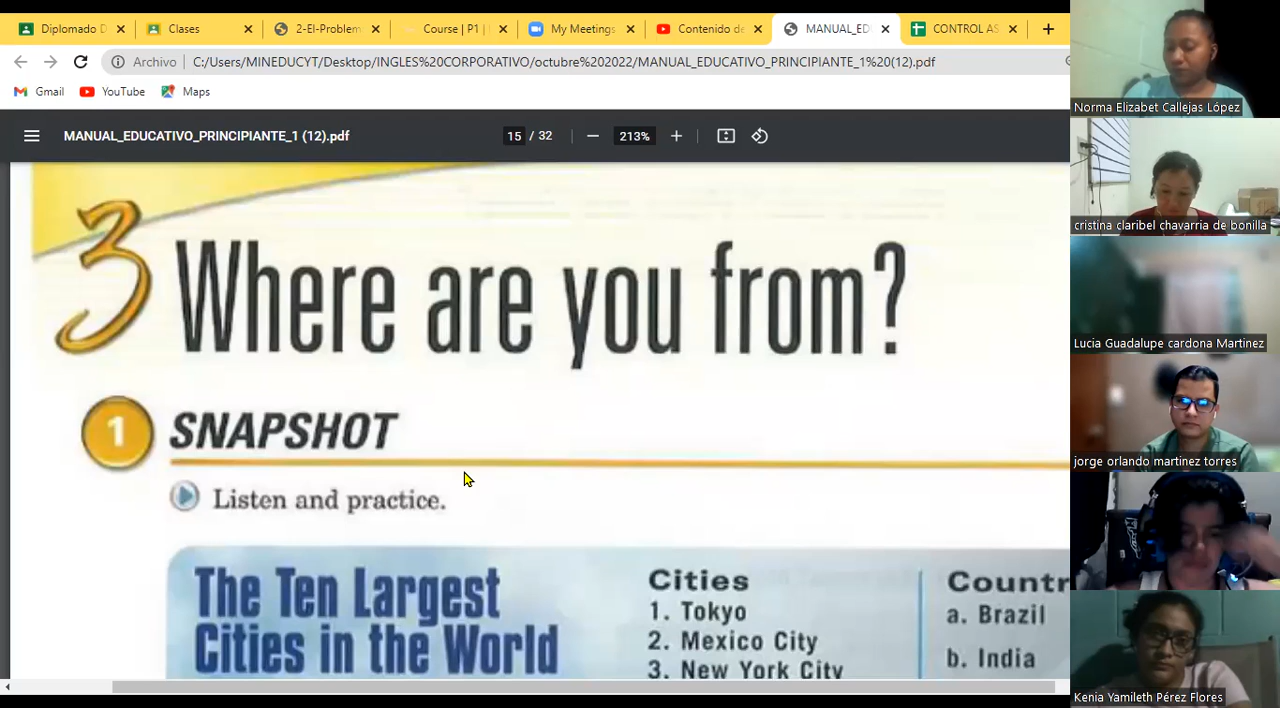 Diplomado D
Clases
2-El-Problem
Course | P1 |
My Meetings
Contenido de
MANUAL_ED
CONTROL AS
Archivo
C:/Users/MINEDUCYT/Desktop/INGLES%20CORPORATIVO/octubre%202022/MANUAL_EDUCATIVO_PRINCIPIANTE_1%20(12).pdf
Gmail
YouTube
Maps
MANUAL_EDUCATIVO_PRINCIPIANTE_1 (12).pdf
15 / 32
213%
3 Where are you from?
1 SNAPSHOT
Listen and practice.
The Ten Largest
Cities in the World
Cities
1. Tokyo
2. Mexico City
3. New York City
Countr
a. Brazil
b. India
Norma Elizabet Callejas López
cristina claribel chavarria de bonilla
Lucia Guadalupe cardona Martinez
jorge orlando martinez torres
Kenia Yamileth Pérez Flores